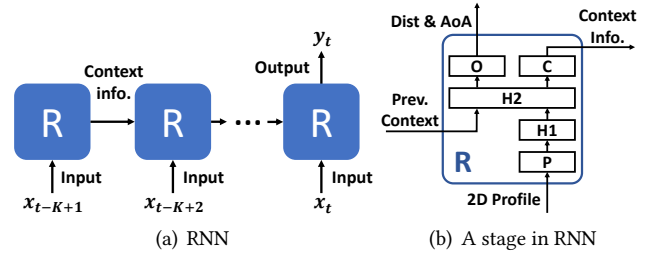 y_t
Context
info.
Output
R
R
...
R
Input
Input
Input
x_{t-K+1}
x_{t-K+2}
x_t
(a) RNN
Dist & AoA
Context
Info.
O
C
H2
Prev.
Context
H1
P
R
2D Profile
(b) A stage in RNN